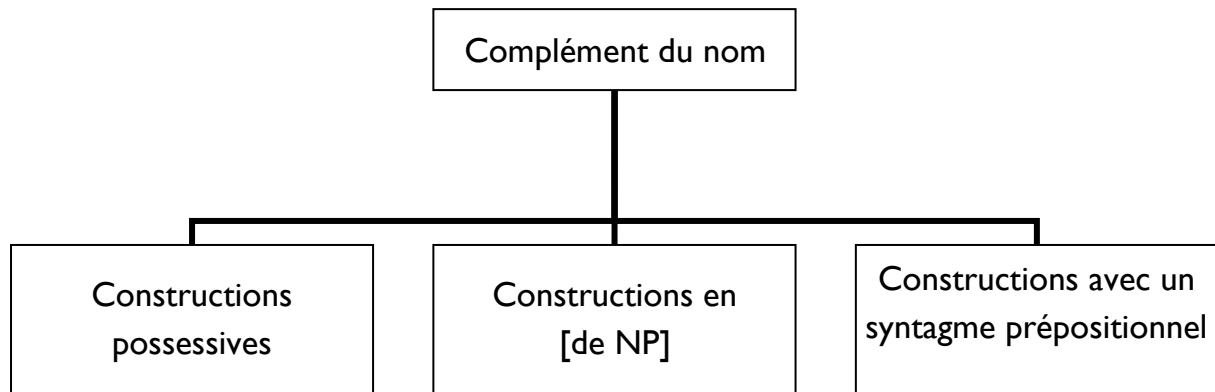 Complément du nom
Constructions
possessives
Constructions en
[de NP]
Constructions avec un
syntagme prépositionnel